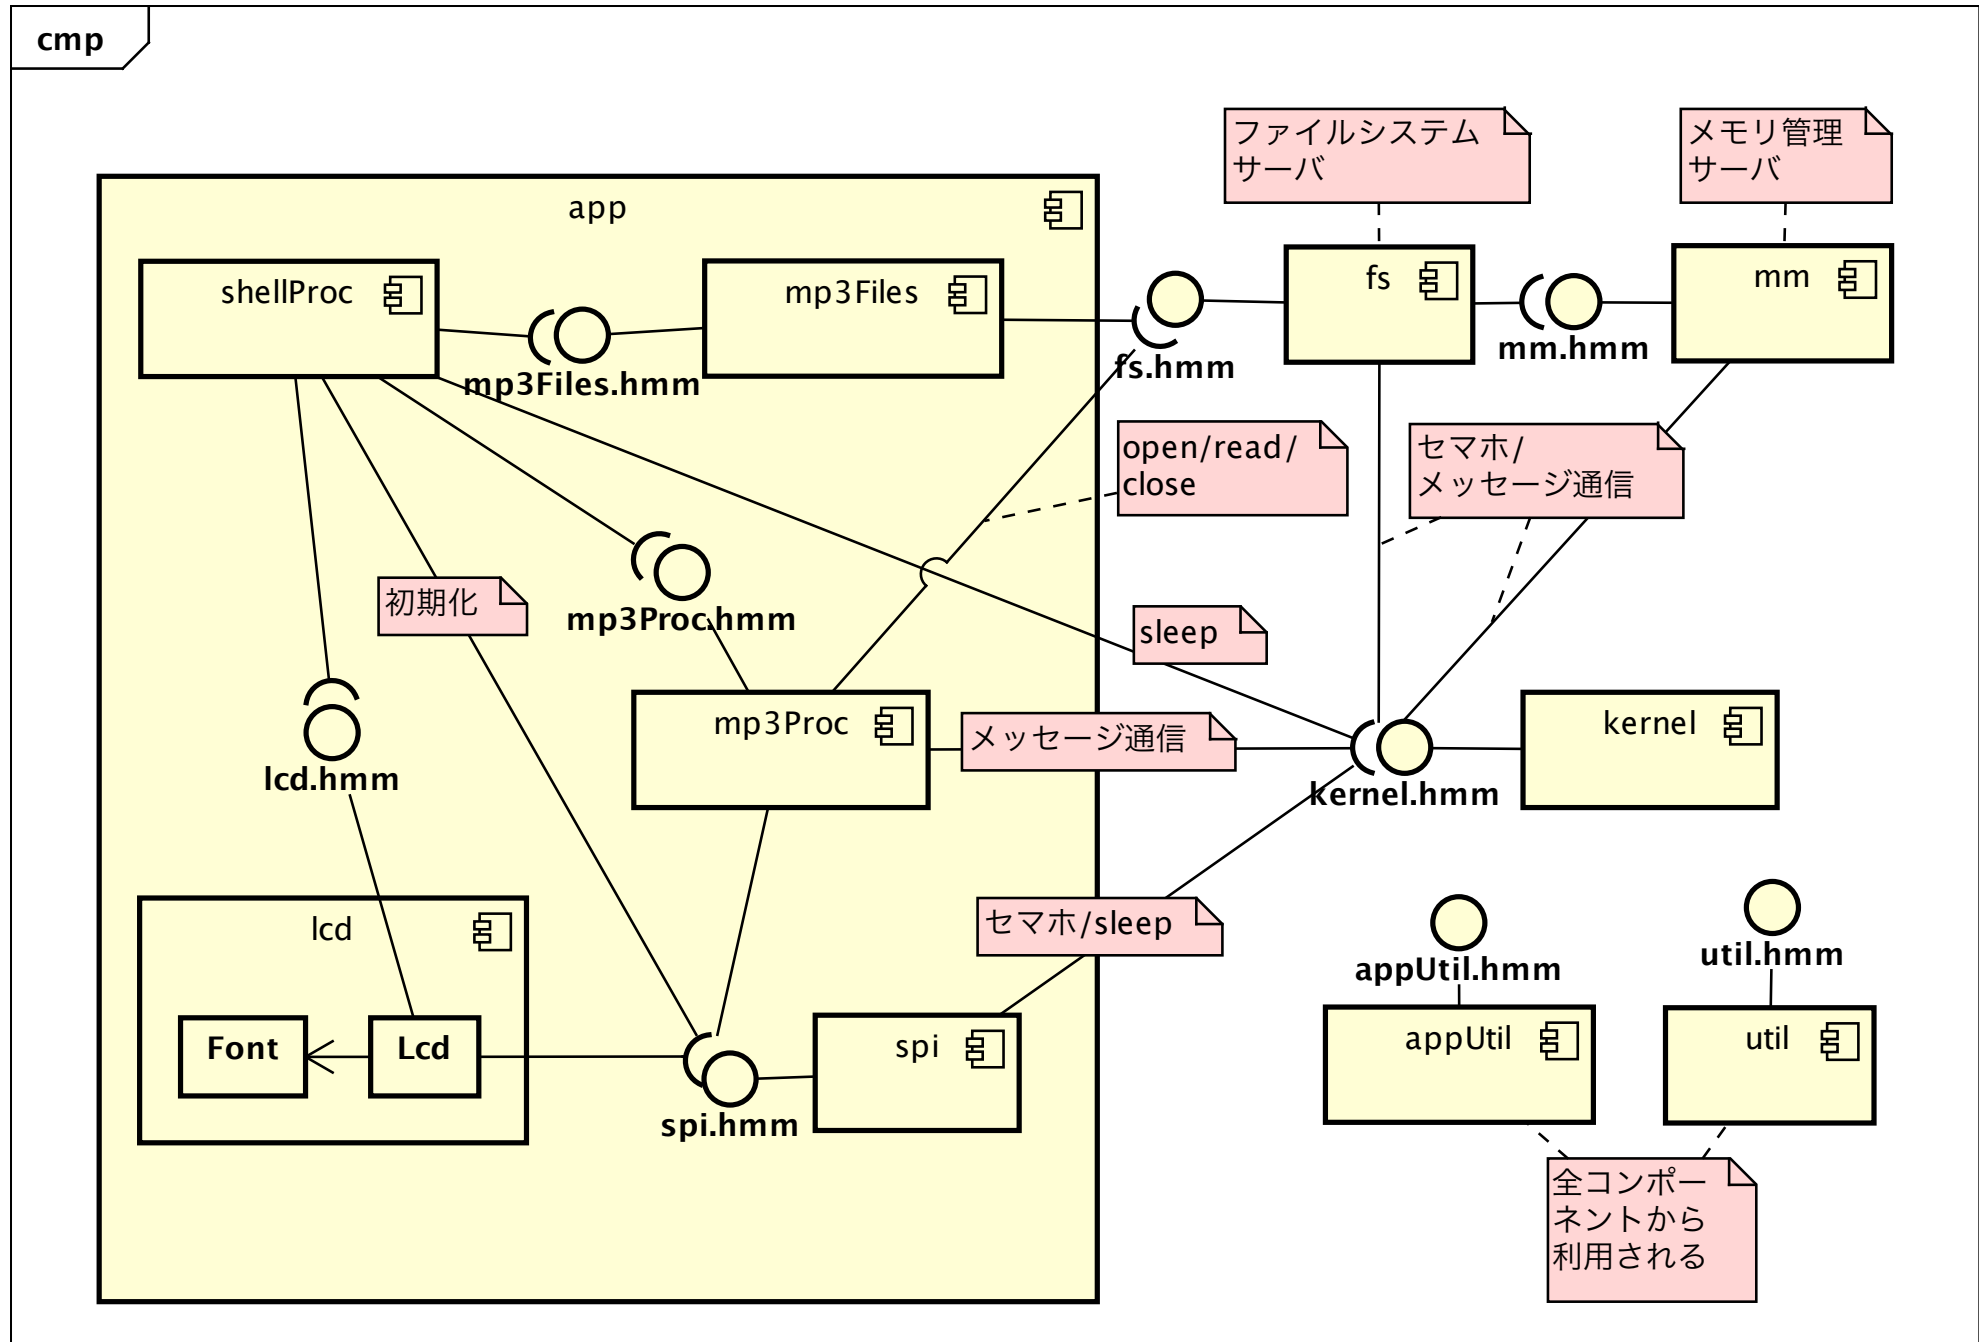 cmp
ファイルシステム
サーバ
メモリ管理
サーバ
app
shellProc
mp3Files
fs
mm
mp3Files.hmm
fs.hmm
mm.hmm
open/read/
close
セマホ/
メッセージ通信
初期化
mp3Proc.hmm
sleep
mp3Proc
メッセージ通信
kernel
lcd.hmm
kernel.hmm
lcd
セマホ/sleep
appUtil.hmm
util.hmm
Font
Lcd
spi
appUtil
util
spi.hmm
全コンポー
ネントから
利用される